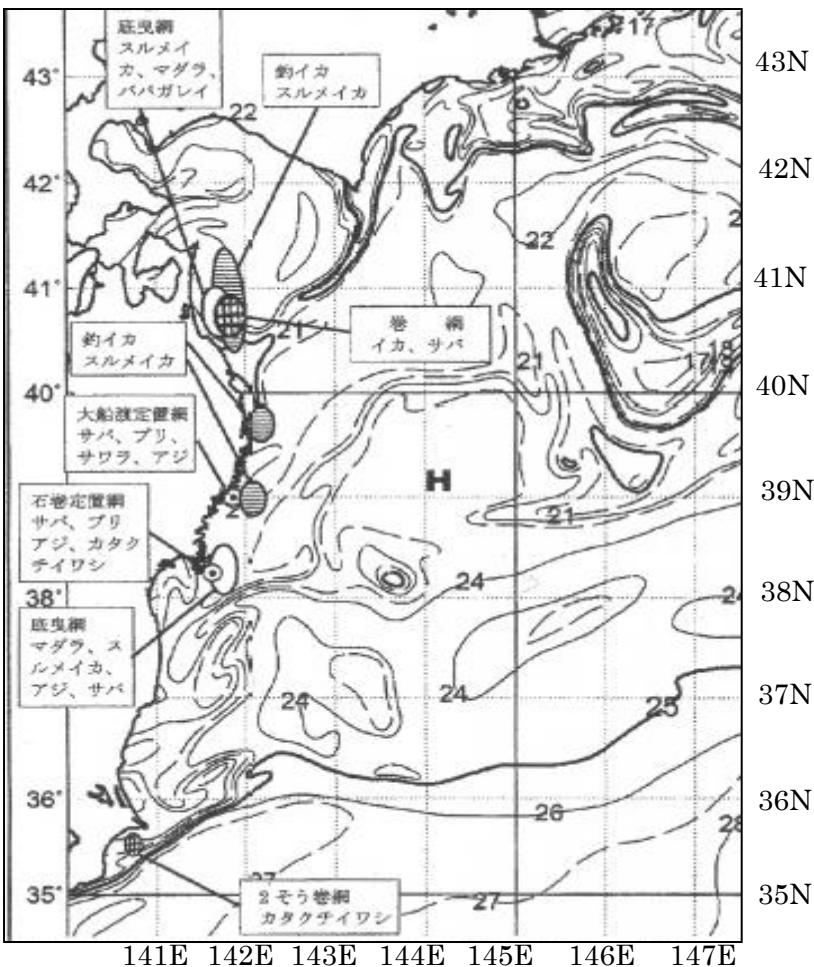 底曳網
スルメイ
カ、マダラ、
ババガレイ
釣イカ
スルメイカ
巻 網
イカ、サバ
釣イカ
スルメイカ
大船渡定置網
サバ、ブリ、
サワラ、アジ
石巻定置網
サバ、ブリ
アジ、カタク
チイワシ
底曳網
マダラ、ス
ルメイカ、
アジ、サバ
2そう巻網
カタクチイワシ
43°
42°
41°
40°
39°
38°
37°
36°
35°
43N
42N
41N
40N
39N
38N
37N
36N
35N
17
22
22
21
21
17
H
21
24
24
24
24
25
26
28
27
27
141E 142E 143E 144E 145E 146E 147E